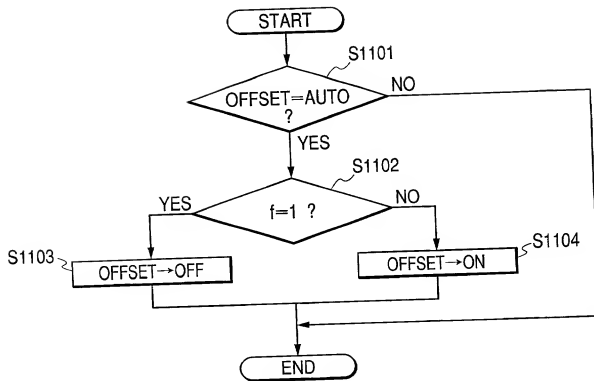 START
S1101
OFFSET=AUTO
?
NO
YES
S1102
YES
f=1 ?
NO
S1103
OFFSET→OFF
OFFSET→ON
S1104
END